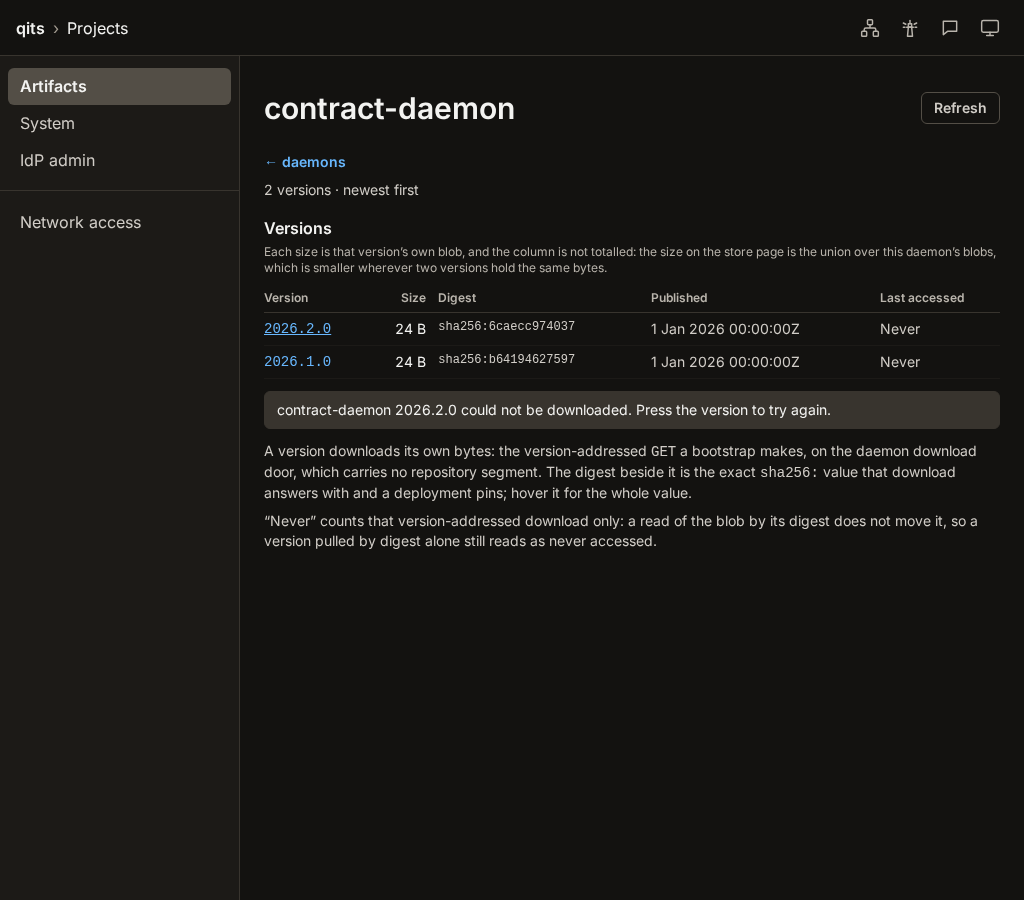 qits › Projects
Artifacts
System
IdP admin
Network access
contract-daemon
Refresh
← daemons
2 versions · newest first
Versions
Each size is that version’s own blob, and the column is not totalled: the size on the store page is the union over this daemon’s blobs,
which is smaller wherever two versions hold the same bytes.
Version Size Digest Published Last accessed
2026.2.0 24 B sha256:6caecc974037 1 Jan 2026 00:00:00Z Never
2026.1.0 24 B sha256:b64194627597 1 Jan 2026 00:00:00Z Never
contract-daemon 2026.2.0 could not be downloaded. Press the version to try again.
A version downloads its own bytes: the version-addressed GET a bootstrap makes, on the daemon download
door, which carries no repository segment. The digest beside it is the exact sha256: value that download
answers with and a deployment pins; hover it for the whole value.
“Never” counts that version-addressed download only: a read of the blob by its digest does not move it, so a
version pulled by digest alone still reads as never accessed.